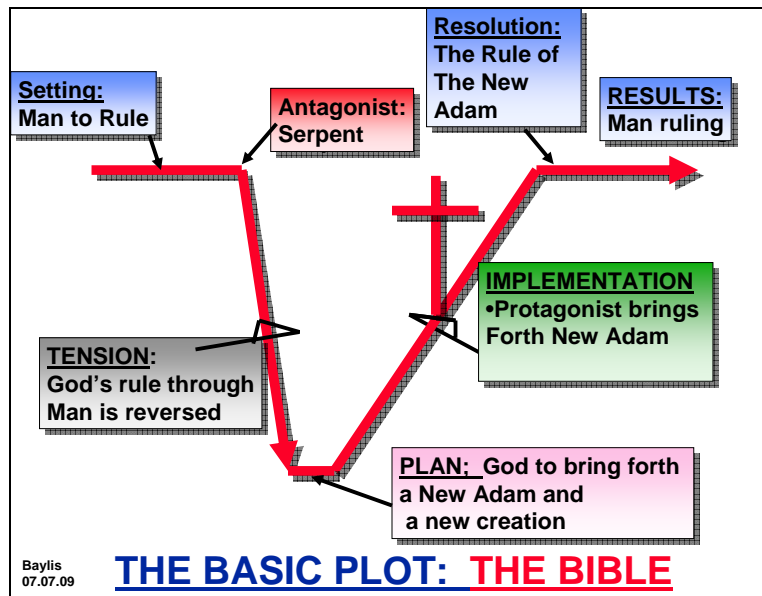 Setting:
Man to Rule
Antagonist:
Serpent
Resolution:
The Rule of
The New
Adam
RESULTS:
Man ruling
IMPLEMENTATION
•Protagonist brings
Forth New Adam
TENSION:
God's rule through
Man is reversed
PLAN; God to bring forth
a New Adam and
a new creation
Baylis
07.07.09
THE BASIC PLOT: THE BIBLE